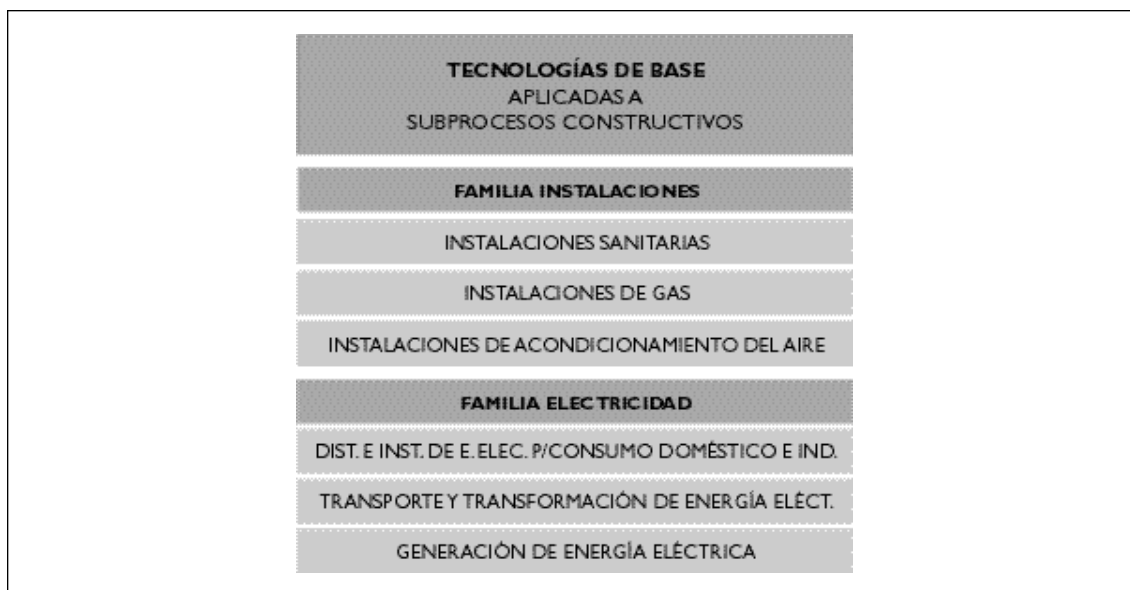 TECNOLOGÍAS DE BASE
APLICADAS A
SUBPROCESOS CONSTRUCTIVOS
FAMILIA INSTALACIONES
INSTALACIONES SANITARIAS
INSTALACIONES DE GAS
INSTALACIONES DE ACONDICIONAMIENTO DEL AIRE
FAMILIA ELECTRICIDAD
DIST. E INST. DE E. ELEC. P/CONSUMO DOMÉSTICO E IND.
TRANSPORTE Y TRANSFORMACIÓN DE ENERGÍA ELÉCT.
GENERACIÓN DE ENERGÍA ELÉCTRICA